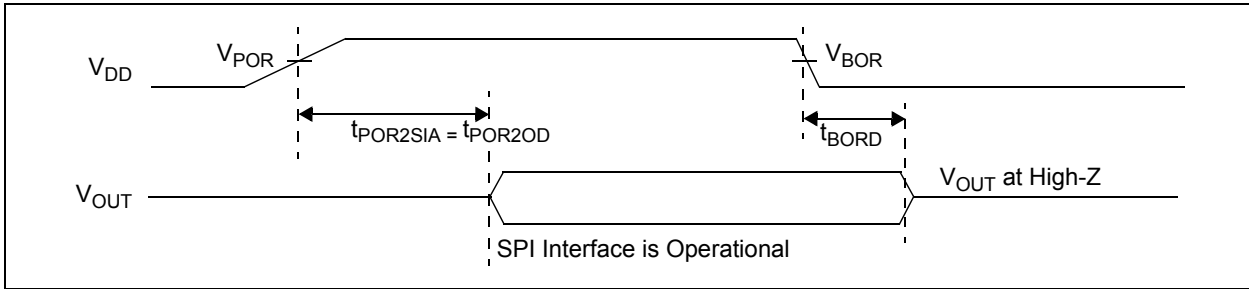 VPOR
VBOR
VDD
tPOR2SIA = tPOR2OD
tBORD
VOUT at High-Z
VOUT
SPI Interface is Operational